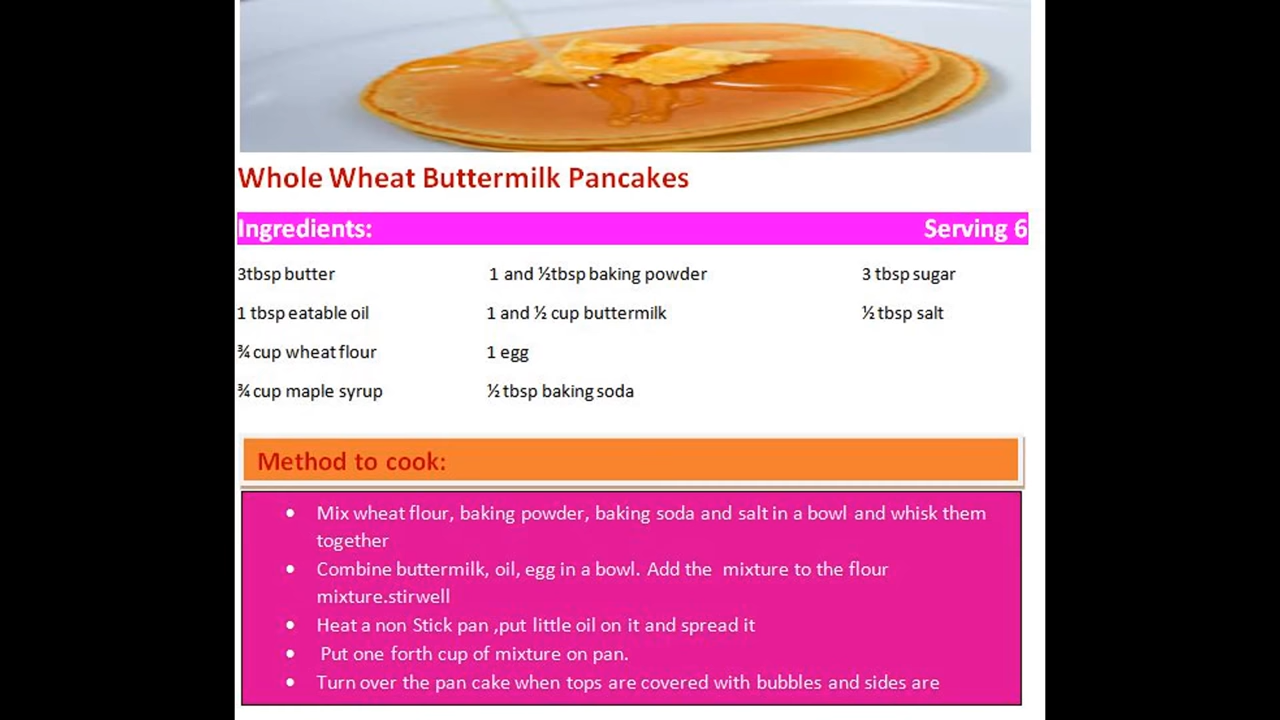 Whole Wheat Buttermilk Pancakes
Ingredients: Serving 6
3tbsp butter 1 and ½tbsp baking powder 3 tbsp sugar
1 tbsp eatable oil 1 and ½ cup buttermilk ½ tbsp salt
¾ cup wheat flour 1 egg
¾ cup maple syrup ½ tbsp baking soda
Method to cook:
• Mix wheat flour, baking powder, baking soda and salt in a bowl and whisk them
together
• Combine buttermilk, oil, egg in a bowl. Add the  mixture to the flour
mixture.stirwell
• Heat a non Stick pan ,put little oil on it and spread it
• Put one forth cup of mixture on pan.
• Turn over the pan cake when tops are covered with bubbles and sides are